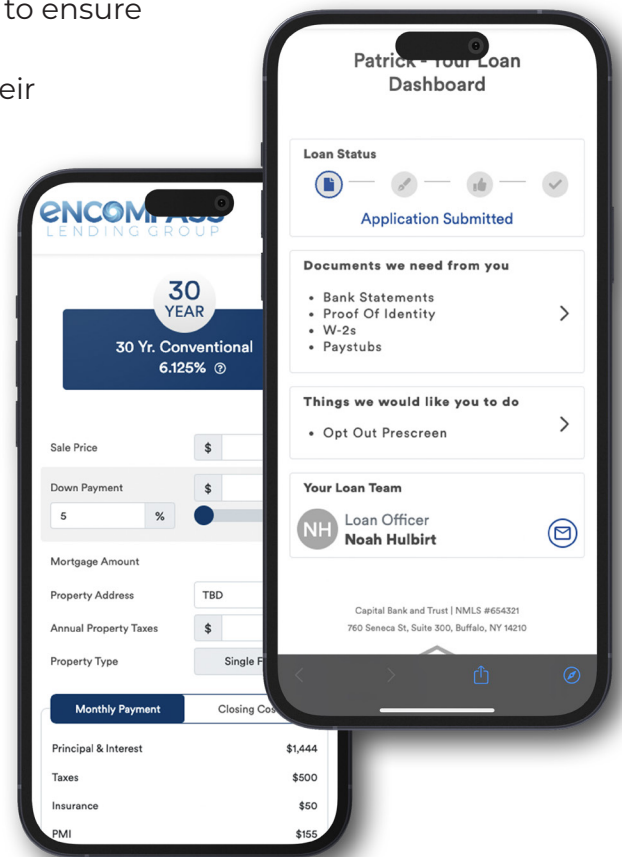 to ensure
eir
Patrick - Your Loan
Dashboard
Loan Status
Application Submitted
Documents we need from you
• Bank Statements
• Proof Of Identity
• W-2s
• Paystubs
Things we would like you to do
• Opt Out Prescreen
Your Loan Team
NH
Loan Officer
Noah Hulbirt
Capital Bank and Trust | NMLS #654321
760 Seneca St, Suite 300, Buffalo, NY 14210
ENCOMPASS
LENDING GROUP
30
YEAR
30 Yr. Conventional
6.125%
Sale Price $
Down Payment $
5 %
Mortgage Amount
Property Address TBD
Annual Property Taxes $
Property Type Single F
Monthly Payment Closing Cos
Principal & Interest $1,444
Taxes $500
Insurance $50
PMI $155